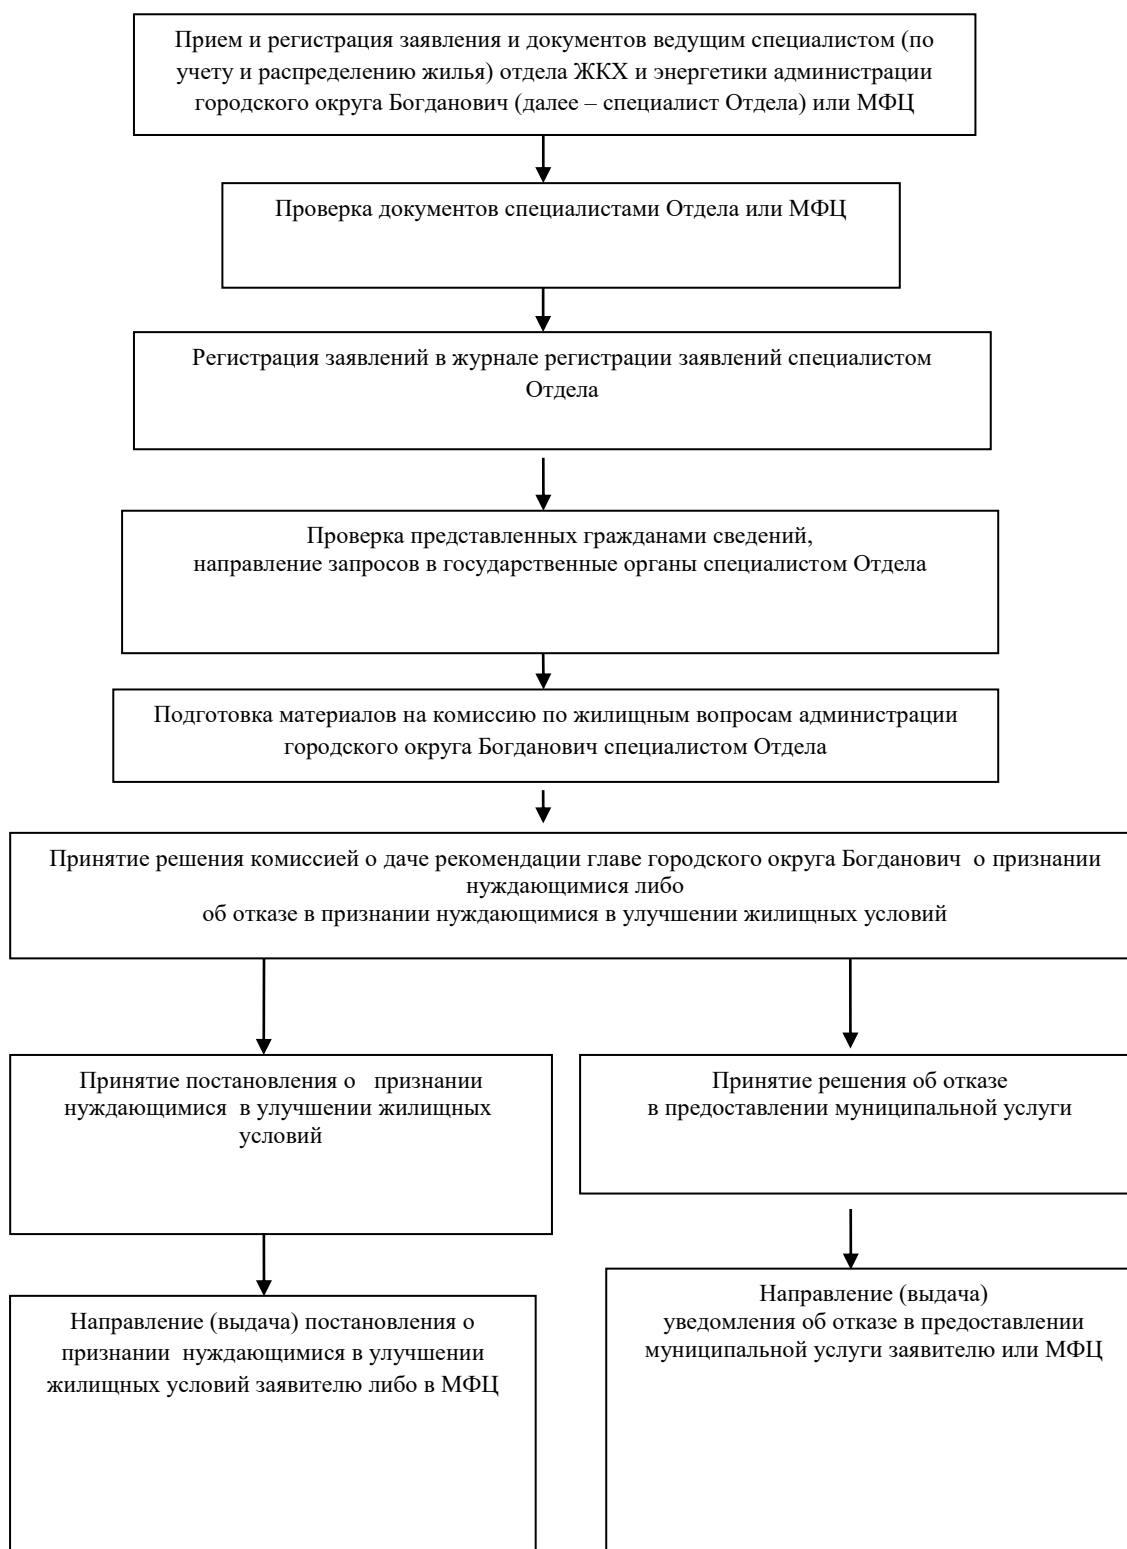 Прием и регистрация заявления и документов ведущим специалистом (по
учету и распределению жилья) отдела ЖКХ и энергетики администрации
городского округа Богданович (далее – специалист Отдела) или МФЦ
Проверка документов специалистами Отдела или МФЦ
Регистрация заявлений в журнале регистрации заявлений специалистом
Отдела
Проверка представленных гражданами сведений,
направление запросов в государственные органы специалистом Отдела
Подготовка материалов на комиссию по жилищным вопросам администрации
городского округа Богданович специалистом Отдела
Принятие решения комиссией о даче рекомендации главе городского округа Богданович о признании
нуждающимися либо
об отказе в признании нуждающимися в улучшении жилищных условий
Принятие постановления о признании
нуждающимися в улучшении жилищных
условий
Принятие решения об отказе
в предоставлении муниципальной услуги
Направление (выдача) постановления о
признании нуждающимися в улучшении
жилищных условий заявителю либо в МФЦ
Направление (выдача)
уведомления об отказе в предоставлении
муниципальной услуги заявителю или МФЦ